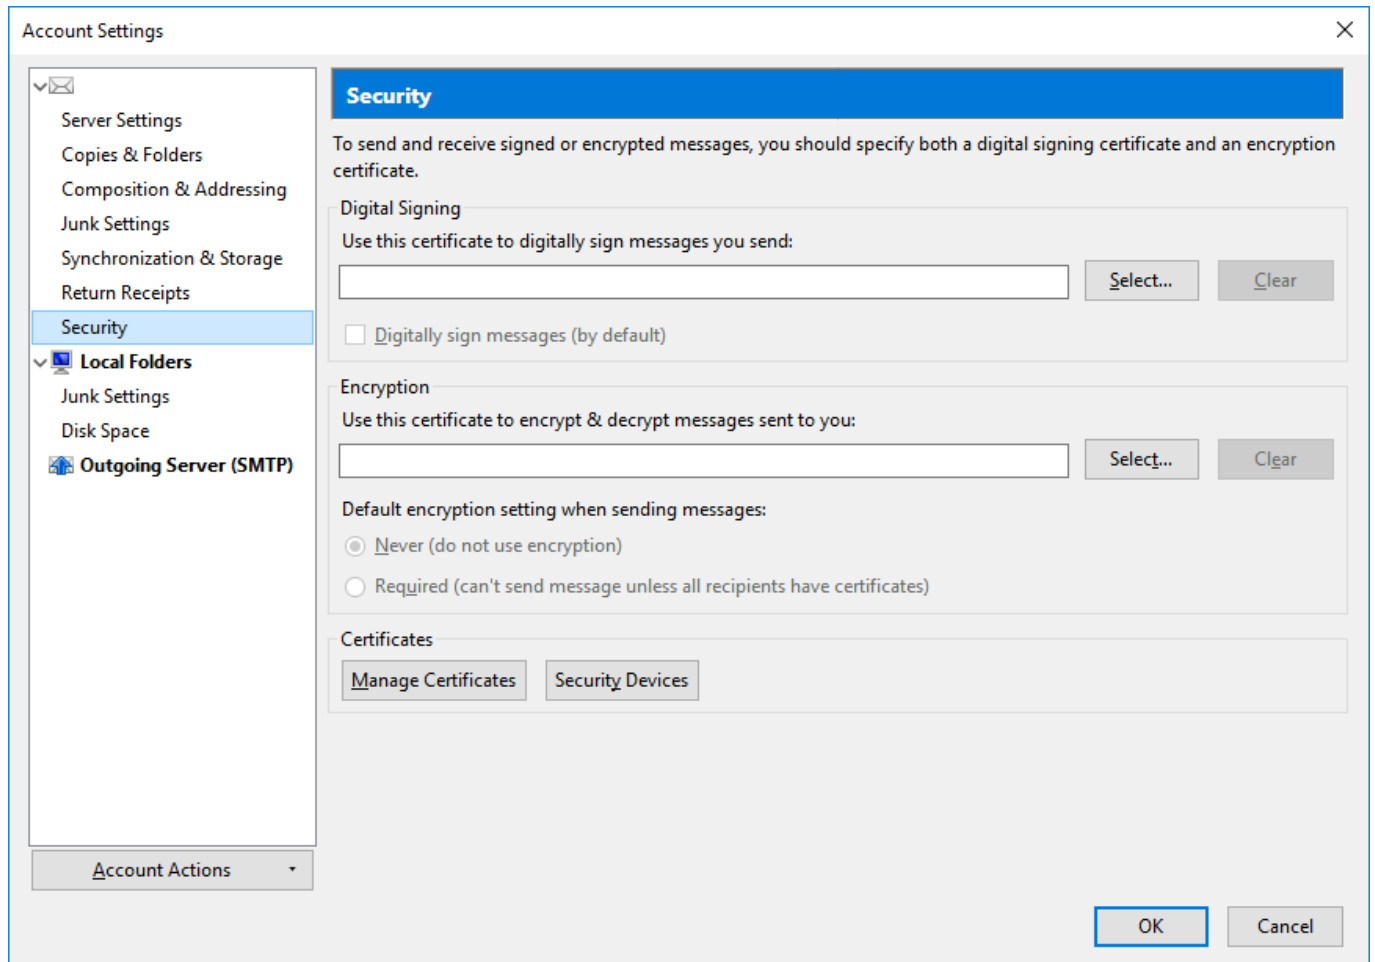 Account Settings
Server Settings
Copies & Folders
Composition & Addressing
Junk Settings
Synchronization & Storage
Return Receipts
Security
Local Folders
Junk Settings
Disk Space
Outgoing Server (SMTP)
Account Actions
Security
To send and receive signed or encrypted messages, you should specify both a digital signing certificate and an encryption
certificate.
Digital Signing
Use this certificate to digitally sign messages you send:
Select... Clear
Digitally sign messages (by default)
Encryption
Use this certificate to encrypt & decrypt messages sent to you:
Select... Clear
Default encryption setting when sending messages:
Never (do not use encryption)
Required (can't send message unless all recipients have certificates)
Certificates
Manage Certificates Security Devices
OK Cancel